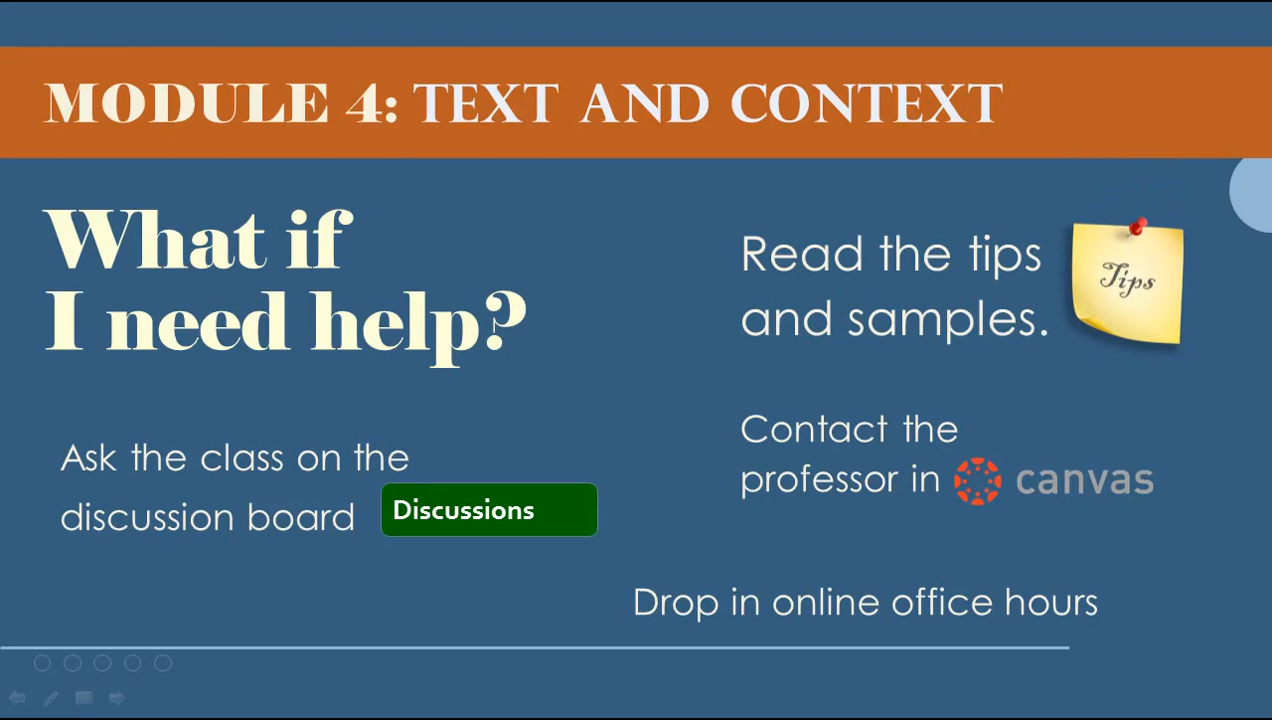 MODULE 4: TEXT AND CONTEXT
What if
I need help?
Read the tips
and samples.
Tips
Ask the class on the
discussion board
Discussions
Contact the
professor in
canvas
Drop in online office hours